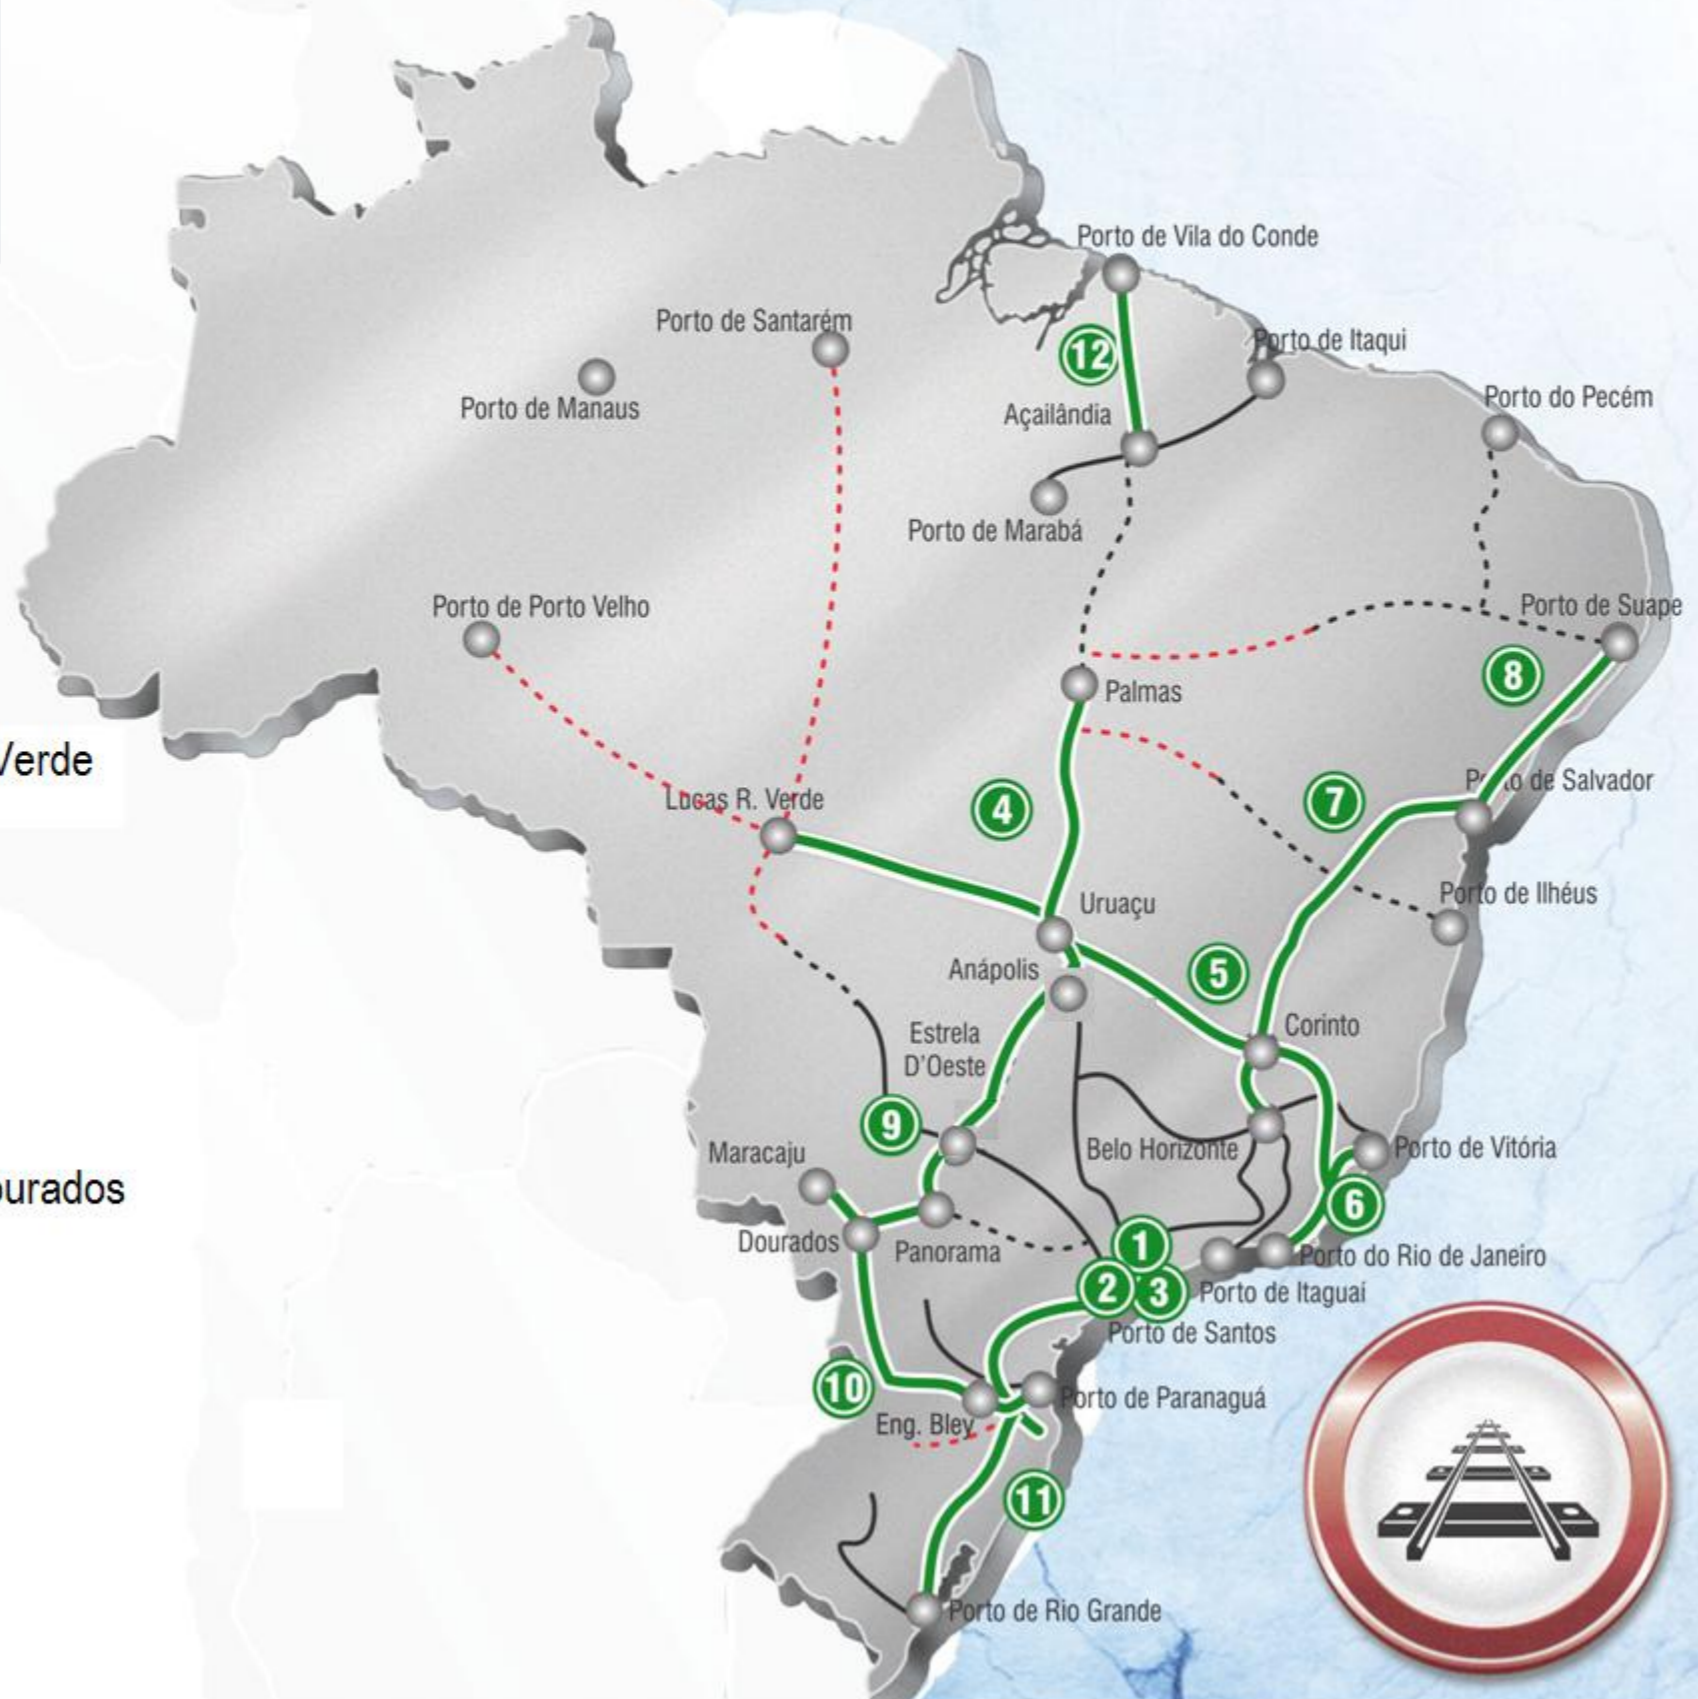 Porto de Vila do Conde
Porto de Santarém
Porto de Itaqui
12
Porto de Manaus
Açailândia
Porto do Pecém
Porto de Marabá
Porto de Porto Velho
Porto de Suape
8
Palmas
Verde
Lucas R. Verde
4
7
Porto de Salvador
Uruaçu
Porto de Ilhéus
Anápolis
5
Estrela
D'Oeste
Corinto
9
Maracaju
Belo Horizonte
Porto de Vitória
ourados
6
Dourados
Panorama
1
Porto do Rio de Janeiro
2
3
Porto de Itaguaí
Porto de Santos
10
Porto de Paranaguá
Eng. Bley
11
Porto de Rio Grande